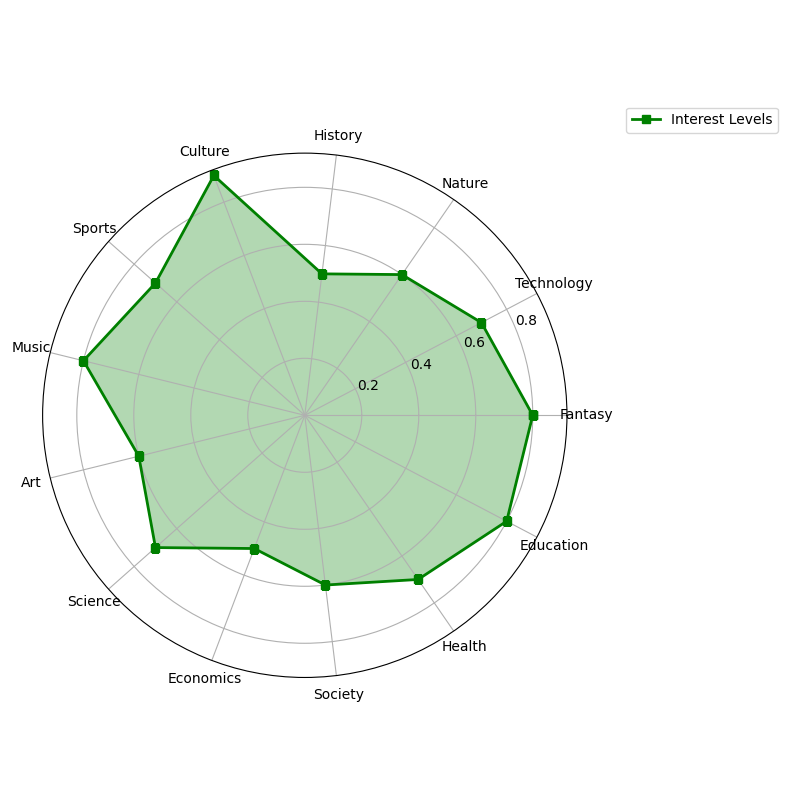 Interest Levels
History
Culture
Nature
Sports
Technology
0.8
0.6
Music
0.4
0.2
Fantasy
Art
Education
Science
Health
Economics
Society